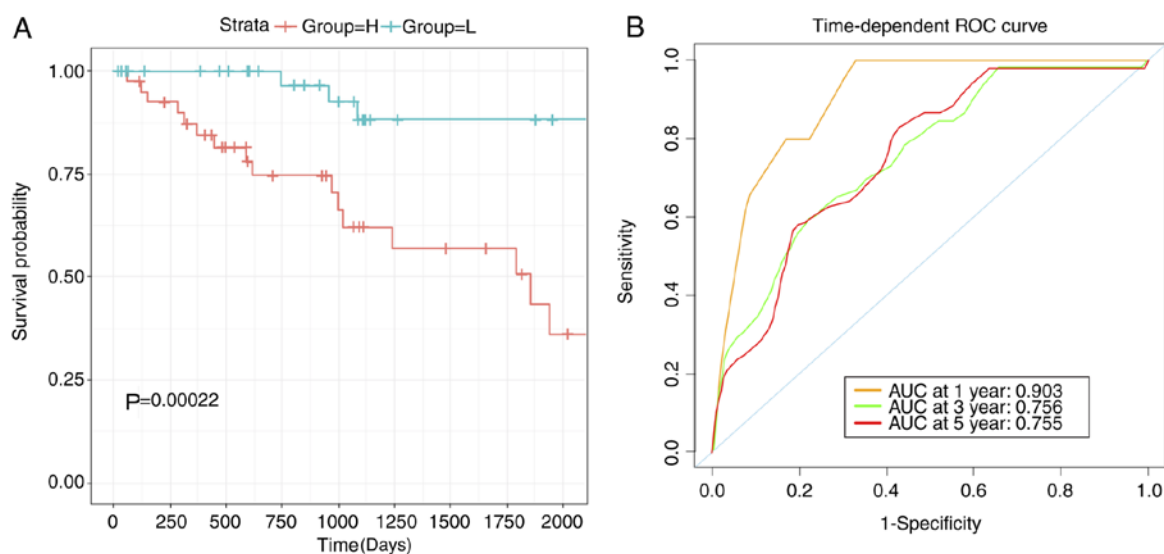 A
Strata Group=H Group=L
Survival probability
1.00
0.75
0.50
0.25
0.00
P=0.00022
0 250 500 750 1000 1250 1500 1750 2000
Time(Days)
B
Time-dependent ROC curve
Sensitivity
1.0
0.8
0.6
0.4
0.2
0.0
AUC at 1 year: 0.903
AUC at 3 year: 0.756
AUC at 5 year: 0.755
0.0 0.2 0.4 0.6 0.8 1.0
1-Specificity